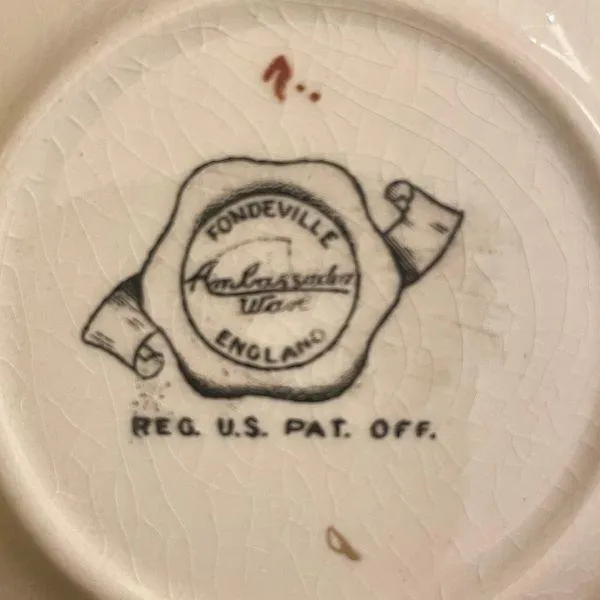 FONDEVILLE
Ambassador
Ware
ENGLAND
REG. U.S. PAT. OFF.